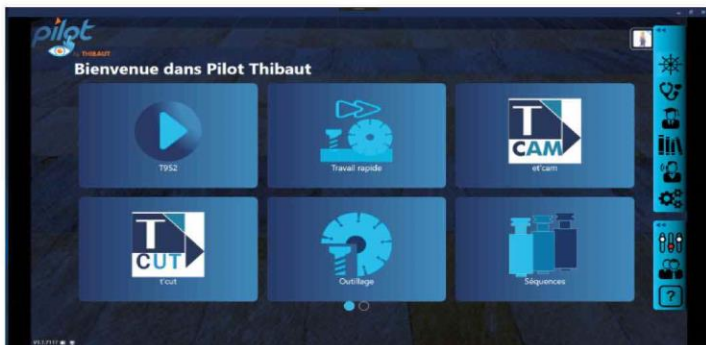 pilot
by THIBAUT
Bienvenue dans Pilot Thibaut
T952
Travail rapide
T
CAM
et'cam
T
CUT
t'cut
Outillage
Séquences
?